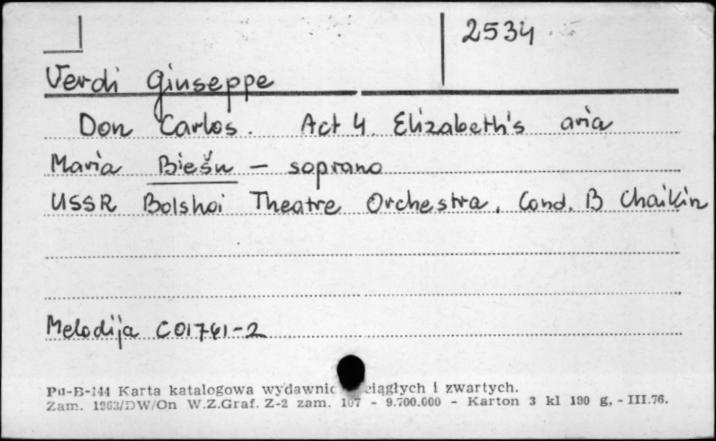 2534
Verdi Giuseppe
Don Carlos. Act 4. Elizabeth's aria
Maria Biešu - soprano
USSR Bolshoi Theatre Orchestra. Cond. B Chaikin
Melodija C01741-2
Pu-B-144 Karta katalogowa wydawnic ciągłych i zwartych.
Zam. 1963/DW/On W.Z.Graf. Z-2 zam. 107 - 9.700.000 - Karton 3 kl 190 g. - III.76.